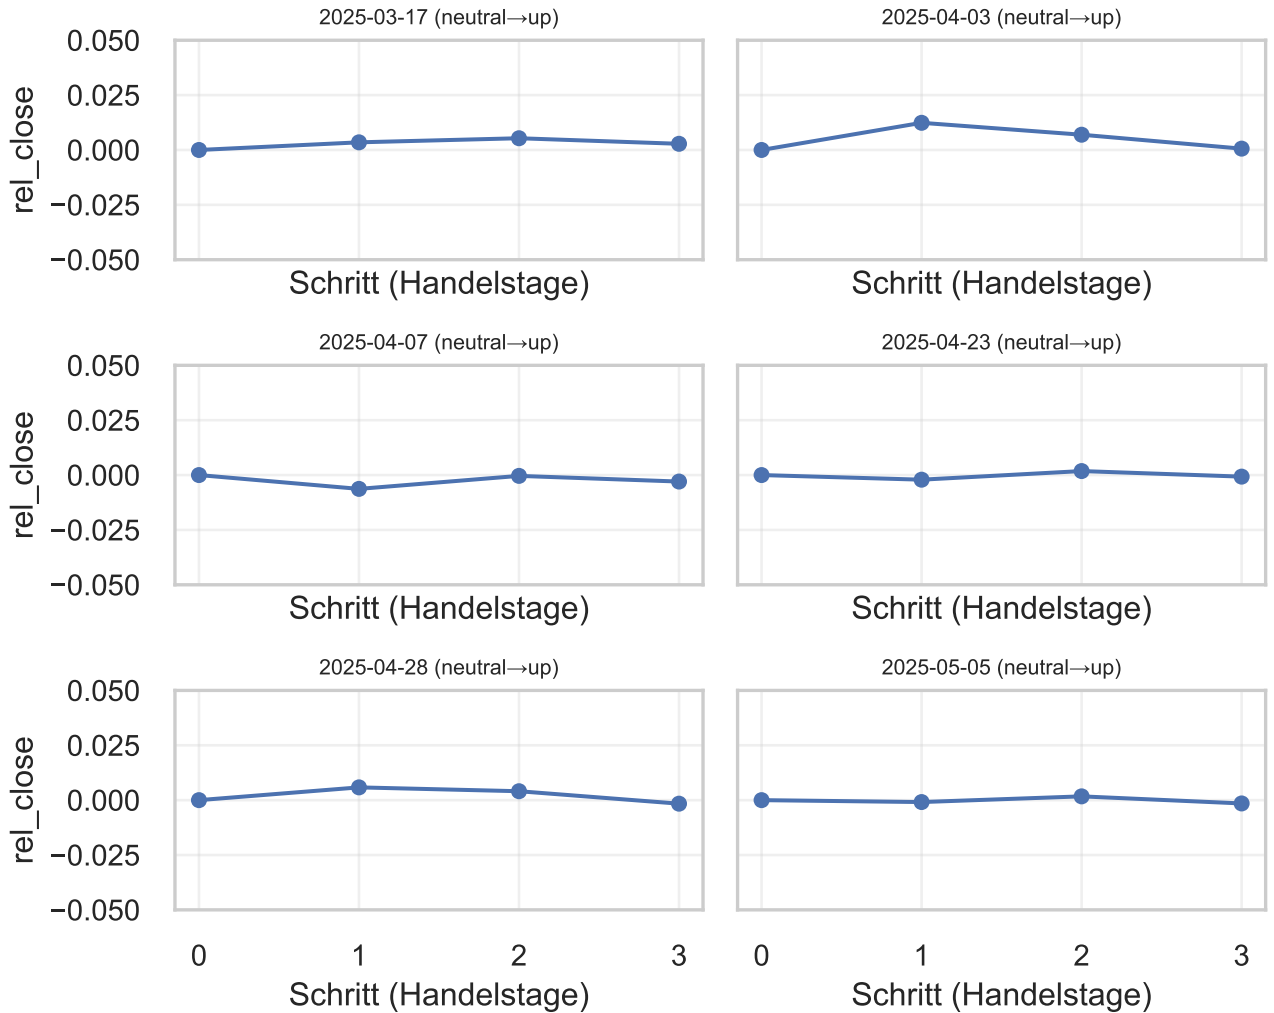 2025-03-17 (neutral→up)
2025-04-03 (neutral→up)
0.050
0.025
0.000
−0.025
−0.050
rel_close
Schritt (Handelstage)
Schritt (Handelstage)
2025-04-07 (neutral→up)
2025-04-23 (neutral→up)
0.050
0.025
0.000
−0.025
−0.050
rel_close
Schritt (Handelstage)
Schritt (Handelstage)
2025-04-28 (neutral→up)
2025-05-05 (neutral→up)
0.050
0.025
0.000
−0.025
−0.050
rel_close
0 1 2 3
0 1 2 3
Schritt (Handelstage)
Schritt (Handelstage)